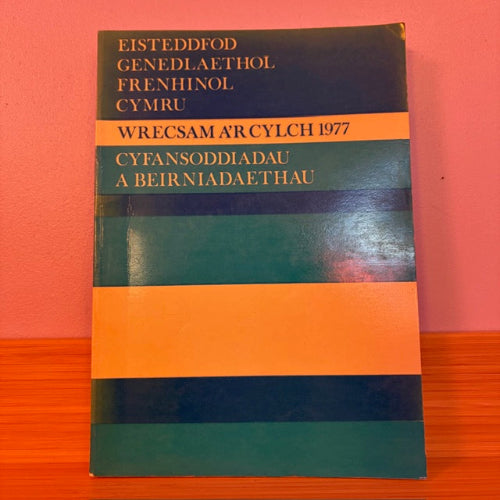 EISTEDDFOD
GENEDLAETHOL
FRENHINOL
CYMRU
WRECSAM A'R CYLCH 1977
CYFANSODDIADAU
A BEIRNIADAETHAU